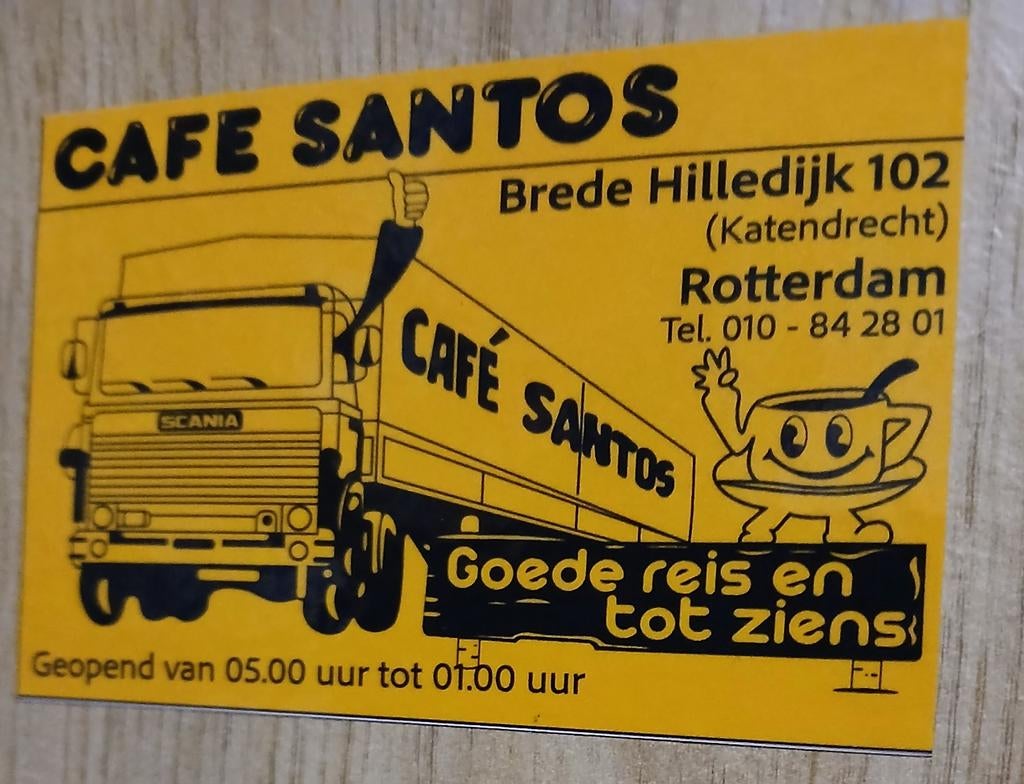 CAFE SANTOS
Brede Hilledijk 102
(Katendrecht)
Rotterdam
Tel. 010 - 84 28 01
CAFÉ SANTOS
SCANIA
Goede reis en
tot ziens
Geopend van 05.00 uur tot 01.00 uur